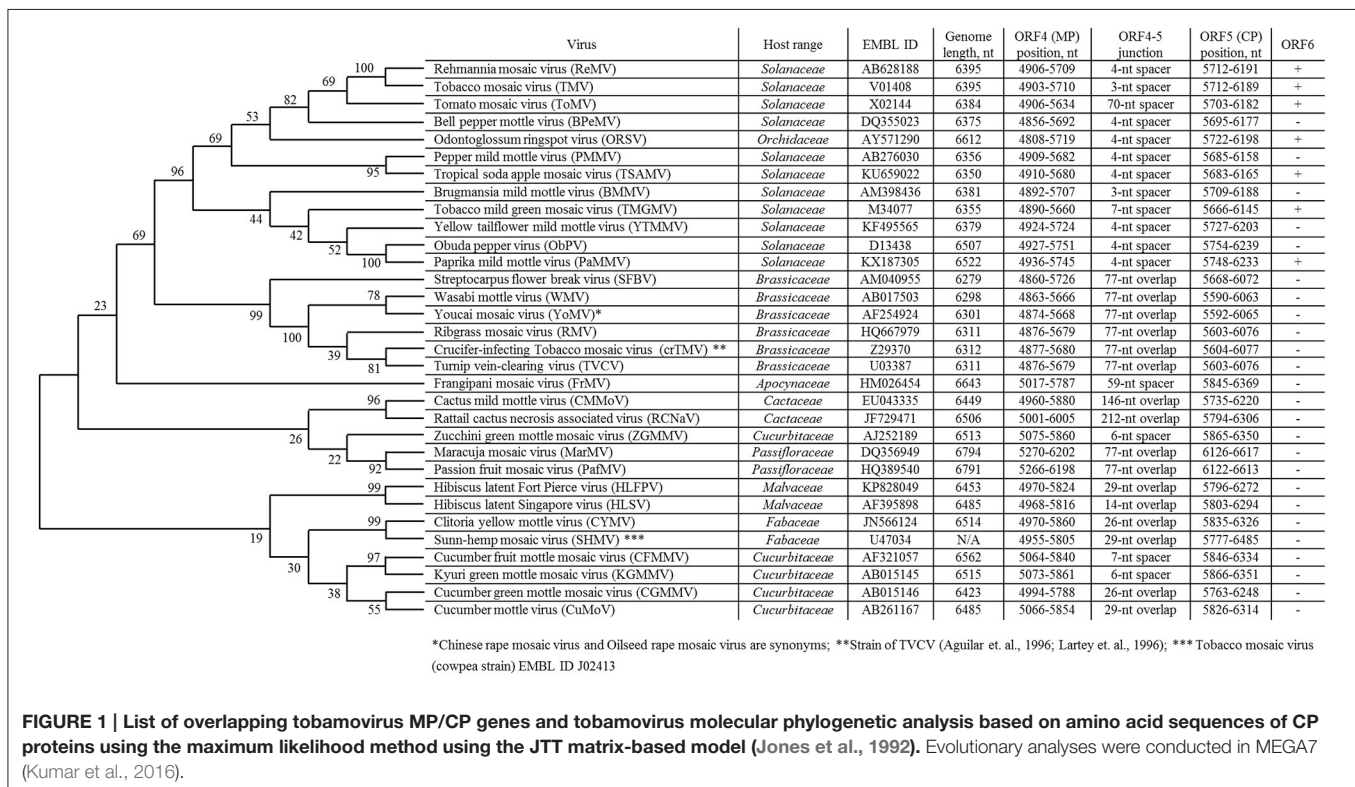 Virus Host range EMBL ID Genome length, nt ORF4 (MP) position, nt ORF4-5 junction ORF5 (CP) position, nt ORF6
100 Rehmannia mosaic virus (ReMV) Solanaceae AB628188 6395 4906-5709 4-nt spacer 5712-6191 +
69 Tobacco mosaic virus (TMV) Solanaceae V01408 6395 4903-5710 3-nt spacer 5712-6189 +
82 Tomato mosaic virus (ToMV) Solanaceae X02144 6384 4906-5634 70-nt spacer 5703-6182 +
53 Bell pepper mottle virus (BPeMV) Solanaceae DQ355023 6375 4856-5692 4-nt spacer 5695-6177 -
69 Odontoglossum ringspot virus (ORSV) Orchidaceae AY571290 6612 4808-5719 4-nt spacer 5722-6198 +
Pepper mild mottle virus (PMMV) Solanaceae AB276030 6356 4909-5682 4-nt spacer 5685-6158 -
96 95 Tropical soda apple mosaic virus (TSAMV) Solanaceae KU659022 6350 4910-5680 4-nt spacer 5683-6165 +
Brugmansia mild mottle virus (BMMV) Solanaceae AM398436 6381 4892-5707 3-nt spacer 5709-6188 -
44 Tobacco mild green mosaic virus (TMGMV) Solanaceae M34077 6355 4890-5660 7-nt spacer 5666-6145 +
42 Yellow tailflower mild mottle virus (YTMMV) Solanaceae KF495565 6379 4924-5724 4-nt spacer 5727-6203 -
69 52 Obuda pepper virus (ObPV) Solanaceae D13438 6507 4927-5751 4-nt spacer 5754-6239 -
100 Paprika mild mottle virus (PaMMV) Solanaceae KX187305 6522 4936-5745 4-nt spacer 5748-6233 +
Streptocarpus flower break virus (SFBV) Brassicaceae AM040955 6279 4860-5726 77-nt overlap 5668-6072 -
78 Wasabi mottle virus (WMV) Brassicaceae AB017503 6298 4863-5666 77-nt overlap 5590-6063 -
23 99 Youcai mosaic virus (YoMV)* Brassicaceae AF254924 6301 4874-5668 77-nt overlap 5592-6065 -
100 Ribgrass mosaic virus (RMV) Brassicaceae HQ667979 6311 4876-5679 77-nt overlap 5603-6076 -
39 Crucifer-infecting Tobacco mosaic virus (crTMV) ** Brassicaceae Z29370 6312 4877-5680 77-nt overlap 5604-6077 -
81 Turnip vein-clearing virus (TVCV) Brassicaceae U03387 6311 4876-5679 77-nt overlap 5603-6076 -
Frangipani mosaic virus (FrMV) Apocynaceae HM026454 6643 5017-5787 59-nt spacer 5845-6369 -
96 Cactus mild mottle virus (CMMoV) Cactaceae EU043335 6449 4960-5880 146-nt overlap 5735-6220 -
Rattail cactus necrosis associated virus (RCNaV) Cactaceae JF729471 6506 5001-6005 212-nt overlap 5794-6306 -
26 Zucchini green mottle mosaic virus (ZGMMV) Cucurbitaceae AJ252189 6513 5075-5860 6-nt spacer 5865-6350 -
22 Maracuja mosaic virus (MarMV) Passifloraceae DQ356949 6794 5270-6202 77-nt overlap 6126-6617 -
92 Passion fruit mosaic virus (PafMV) Passifloraceae HQ389540 6791 5266-6198 77-nt overlap 6122-6613 -
99 Hibiscus latent Fort Pierce virus (HLFPV) Malvaceae KP828049 6453 4970-5824 29-nt overlap 5796-6272 -
Hibiscus latent Singapore virus (HLSV) Malvaceae AF395898 6485 4968-5816 14-nt overlap 5803-6294 -
99 Clitoria yellow mottle virus (CYMV) Fabaceae JN566124 6514 4970-5860 26-nt overlap 5835-6326 -
19 Sunn-hemp mosaic virus (SHMV) *** Fabaceae U47034 N/A 4955-5805 29-nt overlap 5777-6485 -
97 Cucumber fruit mottle mosaic virus (CFMMV) Cucurbitaceae AF321057 6562 5064-5840 7-nt spacer 5846-6334 -
30 Kyuri green mottle mosaic virus (KGMMV) Cucurbitaceae AB015145 6515 5073-5861 6-nt spacer 5866-6351 -
38 Cucumber green mottle mosaic virus (CGMMV) Cucurbitaceae AB015146 6423 4994-5788 26-nt overlap 5763-6248 -
55 Cucumber mottle virus (CuMoV) Cucurbitaceae AB261167 6485 5066-5854 29-nt overlap 5826-6314 -
*Chinese rape mosaic virus and Oilseed rape mosaic virus are synonyms; **Strain of TVCV (Aguilar et. al., 1996; Lartey et. al., 1996); *** Tobacco mosaic virus
(cowpea strain) EMBL ID J02413
FIGURE 1 | List of overlapping tobamovirus MP/CP genes and tobamovirus molecular phylogenetic analysis based on amino acid sequences of CP
proteins using the maximum likelihood method using the JTT matrix-based model (Jones et al., 1992). Evolutionary analyses were conducted in MEGA7
(Kumar et al., 2016).